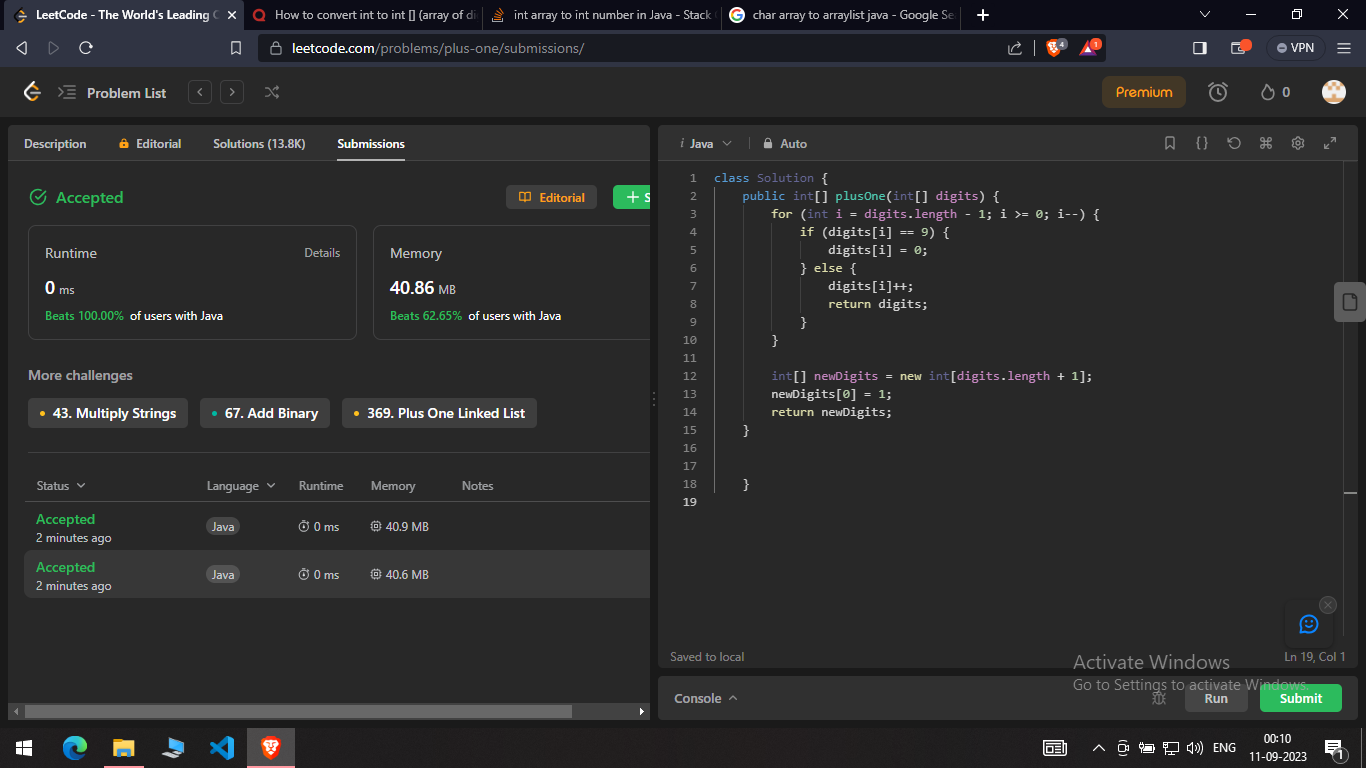 LeetCode - The World's Leading O
How to convert int to int [] (array of di
int array to int number in Java - Stack
char array to arraylist java - Google Se
leetcode.com/problems/plus-one/submissions/
4
1
VPN
Problem List
Premium
0
Description
Editorial
Solutions (13.8K)
Submissions
Accepted
Editorial
S
Runtime
Details
0 ms
Beats 100.00% of users with Java
Memory
40.86 MB
Beats 62.65% of users with Java
More challenges
43. Multiply Strings
67. Add Binary
369. Plus One Linked List
Status
Language
Runtime
Memory
Notes
Accepted
2 minutes ago
Java
0 ms
40.9 MB
Accepted
2 minutes ago
Java
0 ms
40.6 MB
i Java
Auto
{}
1 class Solution {
2 public int[] plusOne(int[] digits) {
3 for (int i = digits.length - 1; i >= 0; i--) {
4 if (digits[i] == 9) {
5 digits[i] = 0;
6 } else {
7 digits[i]++;
8 return digits;
9 }
10 }
11
12 int[] newDigits = new int[digits.length + 1];
13 newDigits[0] = 1;
14 return newDigits;
15 }
16
17
18 }
19
Saved to local
Ln 19, Col 1
Activate Windows
Go to Settings to activate Windows.
Console
Run
Submit
ENG
00:10
11-09-2023
1